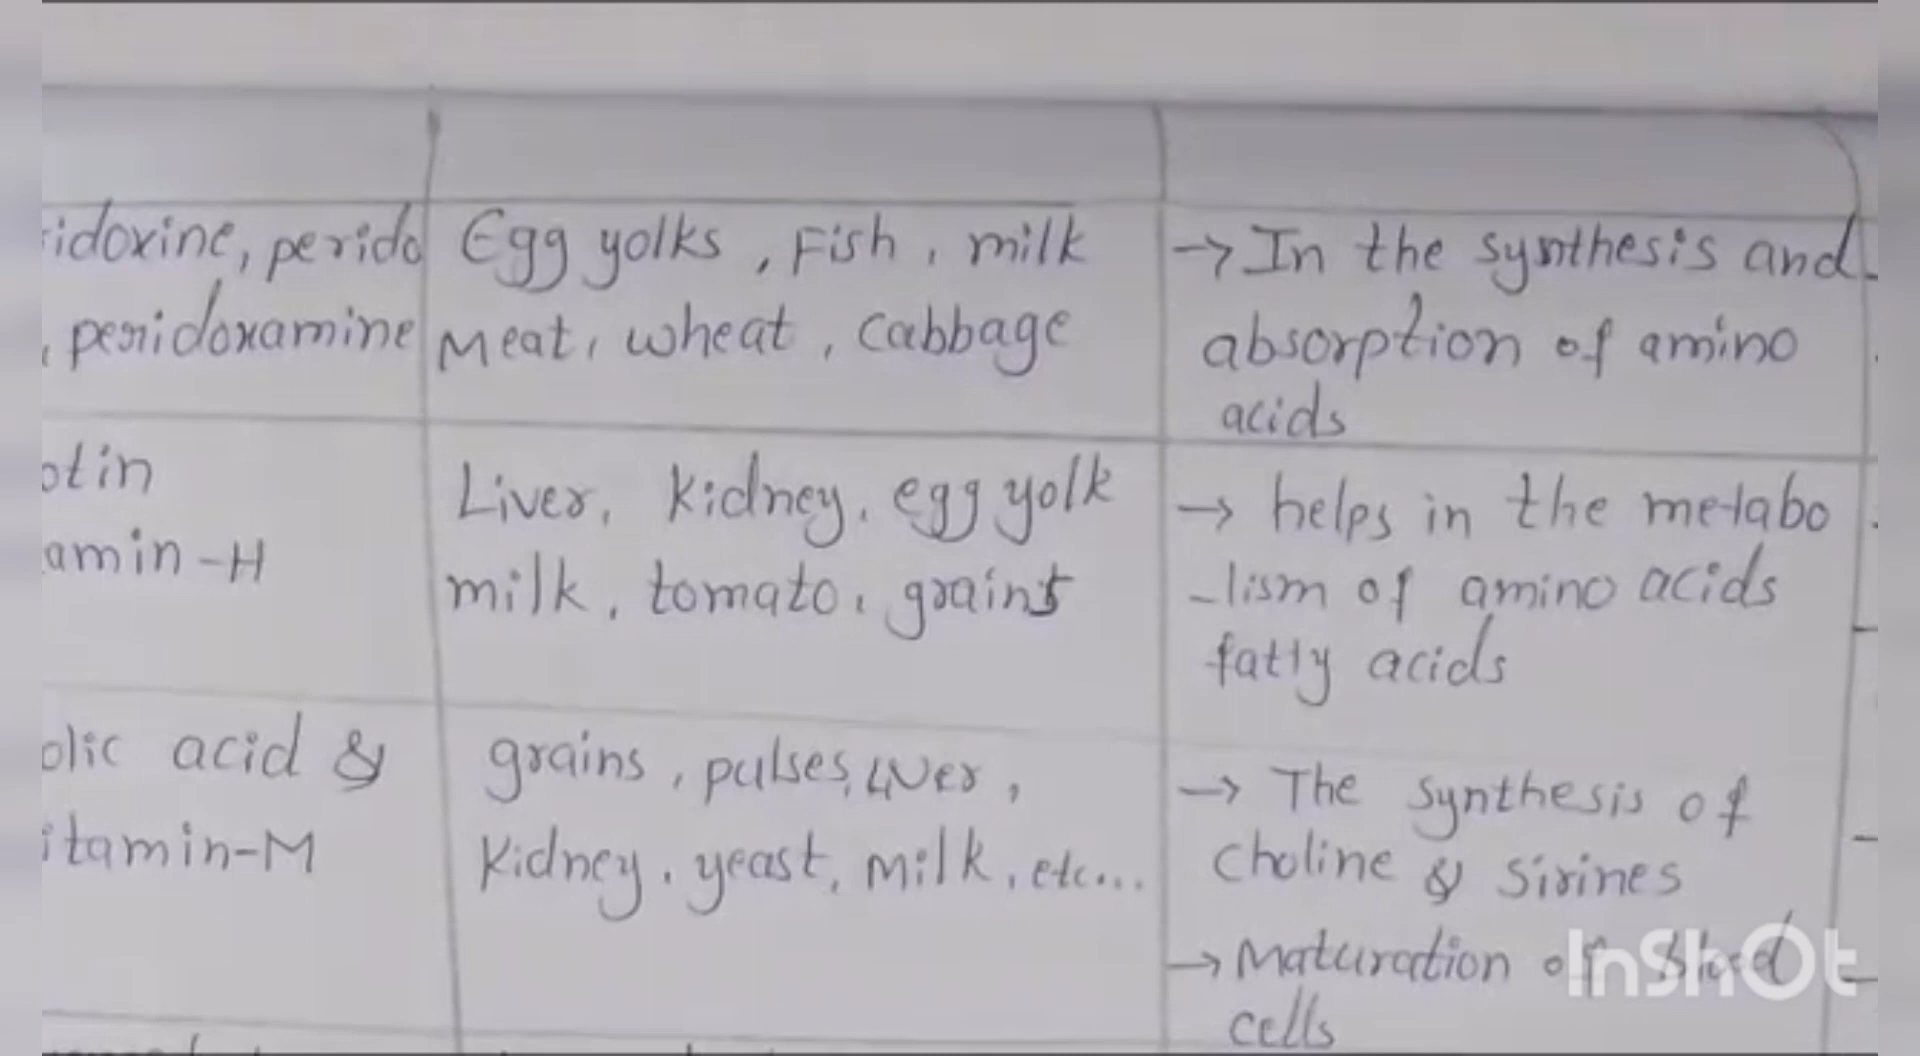 idoxine, perido
, peridoxamine
Egg yolks, Fish, milk
Meat, wheat, cabbage
→ In the synthesis and
absorption of amino
acids
otin
amin-H
Liver, kidney, egg yolk
milk, tomato, grains
→ helps in the metabo
-lism of amino acids
fatty acids
olic acid &
itamin-M
grains, pulses, Liver,
kidney, yeast, milk, etc...
→ The synthesis of
choline & sirines
→ Maturation of blood
cells
InShOt